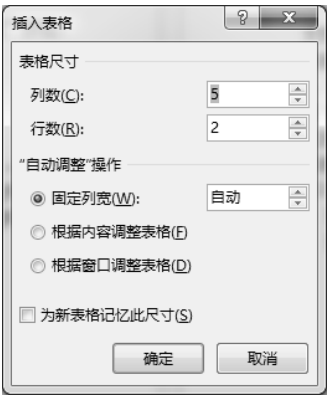 插入表格
表格尺寸
列数(C): 5
行数(R): 2
“自动调整”操作
固定列宽(W): 自动
根据内容调整表格(F)
根据窗口调整表格(D)
为新表格记忆此尺寸(S)
确定 取消